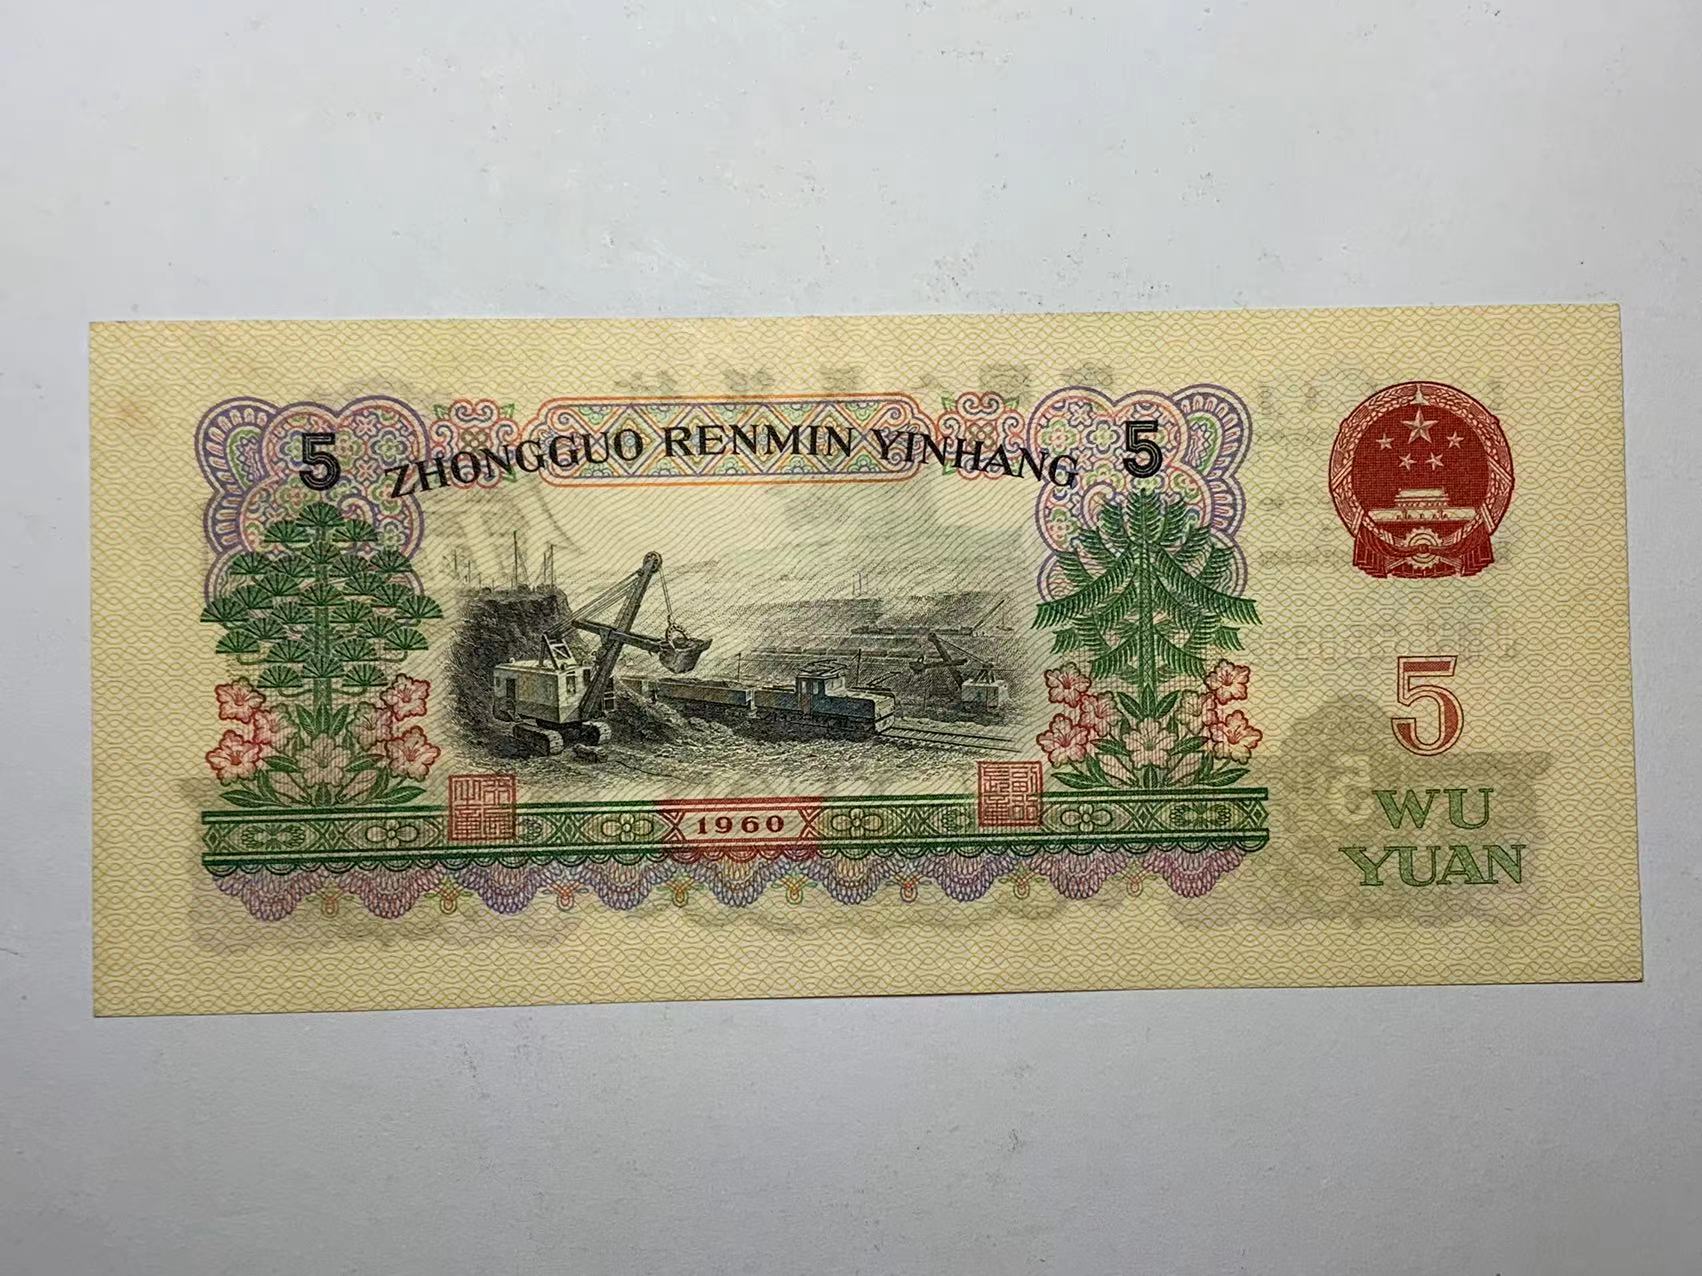 5 ZHONGGUO RENMIN YINHANG 5
5
1960
WU
YUAN